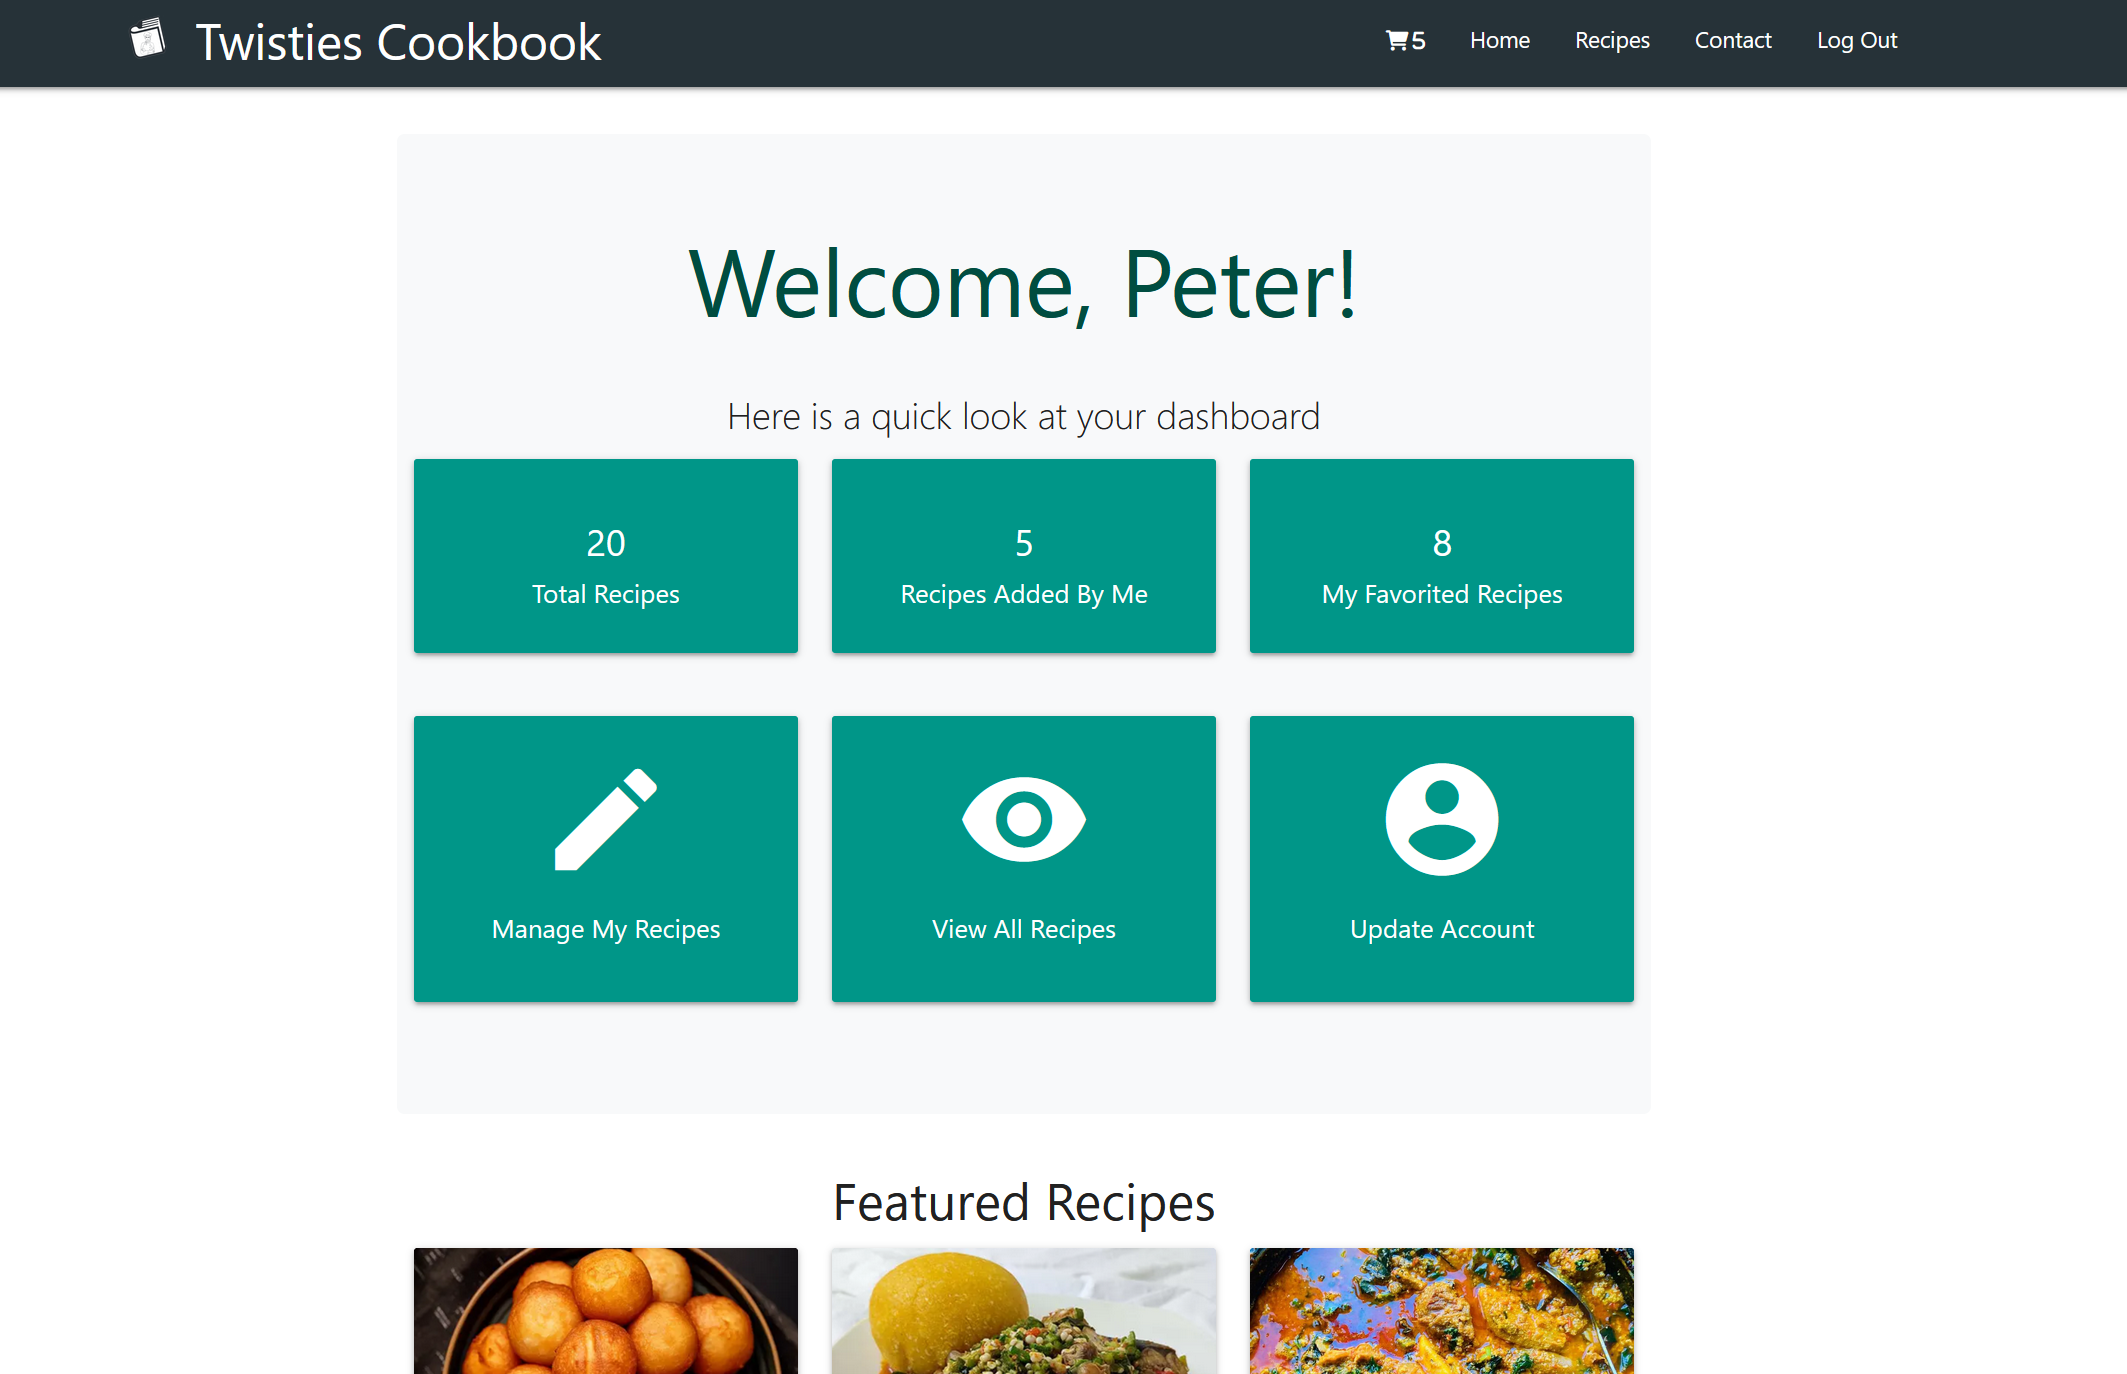 Twisties Cookbook
5 Home Recipes Contact Log Out
Welcome, Peter!
Here is a quick look at your dashboard
20
Total Recipes
5
Recipes Added By Me
8
My Favorited Recipes
Manage My Recipes
View All Recipes
Update Account
Featured Recipes